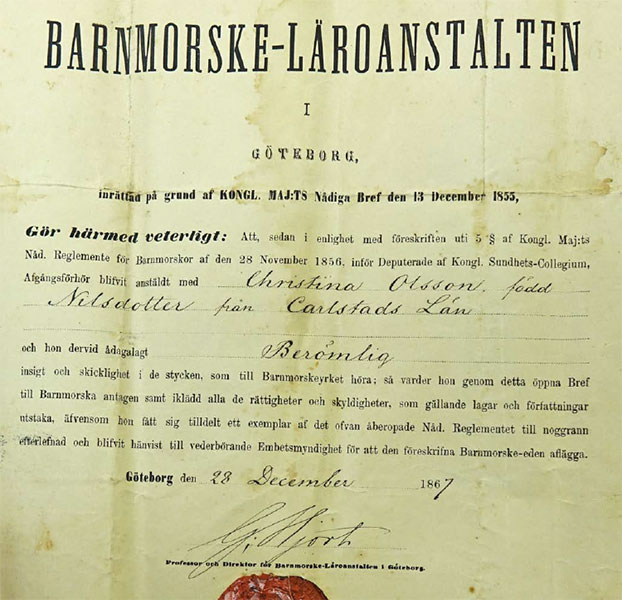 BARNMORSKE-LÄROANSTALTEN
I
GÖTEBORG,
inrättad på grund af KONGL. MAJ:TS Nådiga Bref den 13 December 1855,
Gör härmed veterligt: Att, sedan i enlighet med föreskriften uti 5 § af Kongl. Maj:ts
Nåd. Reglemente för Barnmorskor af den 28 November 1856, inför Deputerade af Kongl. Sundhets-Collegium,
Afgångsförhör blifvit anstäldt med Christina Olsson, född
Nilsdotter från Carlstads Län
och hon dervid ådagalagt Berömlig
insigt och skicklighet i de stycken, som till Barnmorskeyrket höra; så varder hon genom detta öppna Bref
till Barnmorska antagen samt iklädd alla de rättigheter och skyldigheter, som gällande lagar och författningar
utstaka, äfvensom hon fått sig tilldelt ett exemplar af det ofvan åberopade Nåd. Reglementet till noggrann
efterlefnad och blifvit hänvist till vederbörande Embetsmyndighet för att den föreskrifna Barnmorske-eden aflägga.
Göteborg den 28 December 1867
G. Hjort
Professor och Direktor för Barnmorske-Läroanstalten i Göteborg.